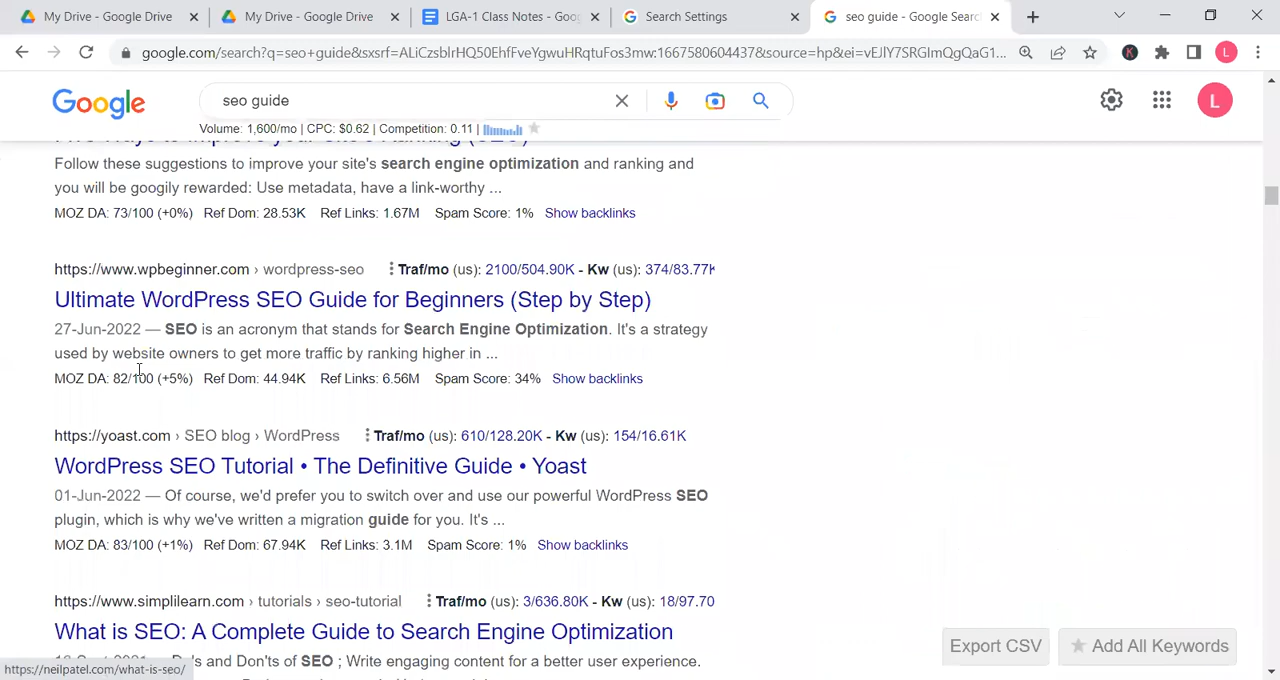 My Drive - Google Drive
My Drive - Google Drive
LGA-1 Class Notes - Goog
Search Settings
seo guide - Google Searc
google.com/search?q=seo+guide&sxsrf=ALiCzsblrHQ50EhfFveYgwuHRqtuFos3mw:1667580604437&source=hp&ei=vEJlY7SRGImQgQaG1...
K
L
Google
seo guide
L
Volume: 1,600/mo | CPC: $0.62 | Competition: 0.11 |
Follow these suggestions to improve your site's search engine optimization and ranking and
you will be googily rewarded: Use metadata, have a link-worthy ...
MOZ DA: 73/100 (+0%) Ref Dom: 28.53K Ref Links: 1.67M Spam Score: 1% Show backlinks
https://www.wpbeginner.com › wordpress-seo Traf/mo (us): 2100/504.90K - Kw (us): 374/83.77K
Ultimate WordPress SEO Guide for Beginners (Step by Step)
27-Jun-2022 — SEO is an acronym that stands for Search Engine Optimization. It's a strategy
used by website owners to get more traffic by ranking higher in ...
MOZ DA: 82/100 (+5%) Ref Dom: 44.94K Ref Links: 6.56M Spam Score: 34% Show backlinks
https://yoast.com › SEO blog › WordPress Traf/mo (us): 610/128.20K - Kw (us): 154/16.61K
WordPress SEO Tutorial • The Definitive Guide • Yoast
01-Jun-2022 — Of course, we'd prefer you to switch over and use our powerful WordPress SEO
plugin, which is why we've written a migration guide for you. It's ...
MOZ DA: 83/100 (+1%) Ref Dom: 67.94K Ref Links: 3.1M Spam Score: 1% Show backlinks
https://www.simplilearn.com › tutorials › seo-tutorial Traf/mo (us): 3/636.80K - Kw (us): 18/97.70
What is SEO: A Complete Guide to Search Engine Optimization
Export CSV
Add All Keywords
of SEO ; Write engaging content for a better user experience.
https://neilpatel.com/what-is-seo/